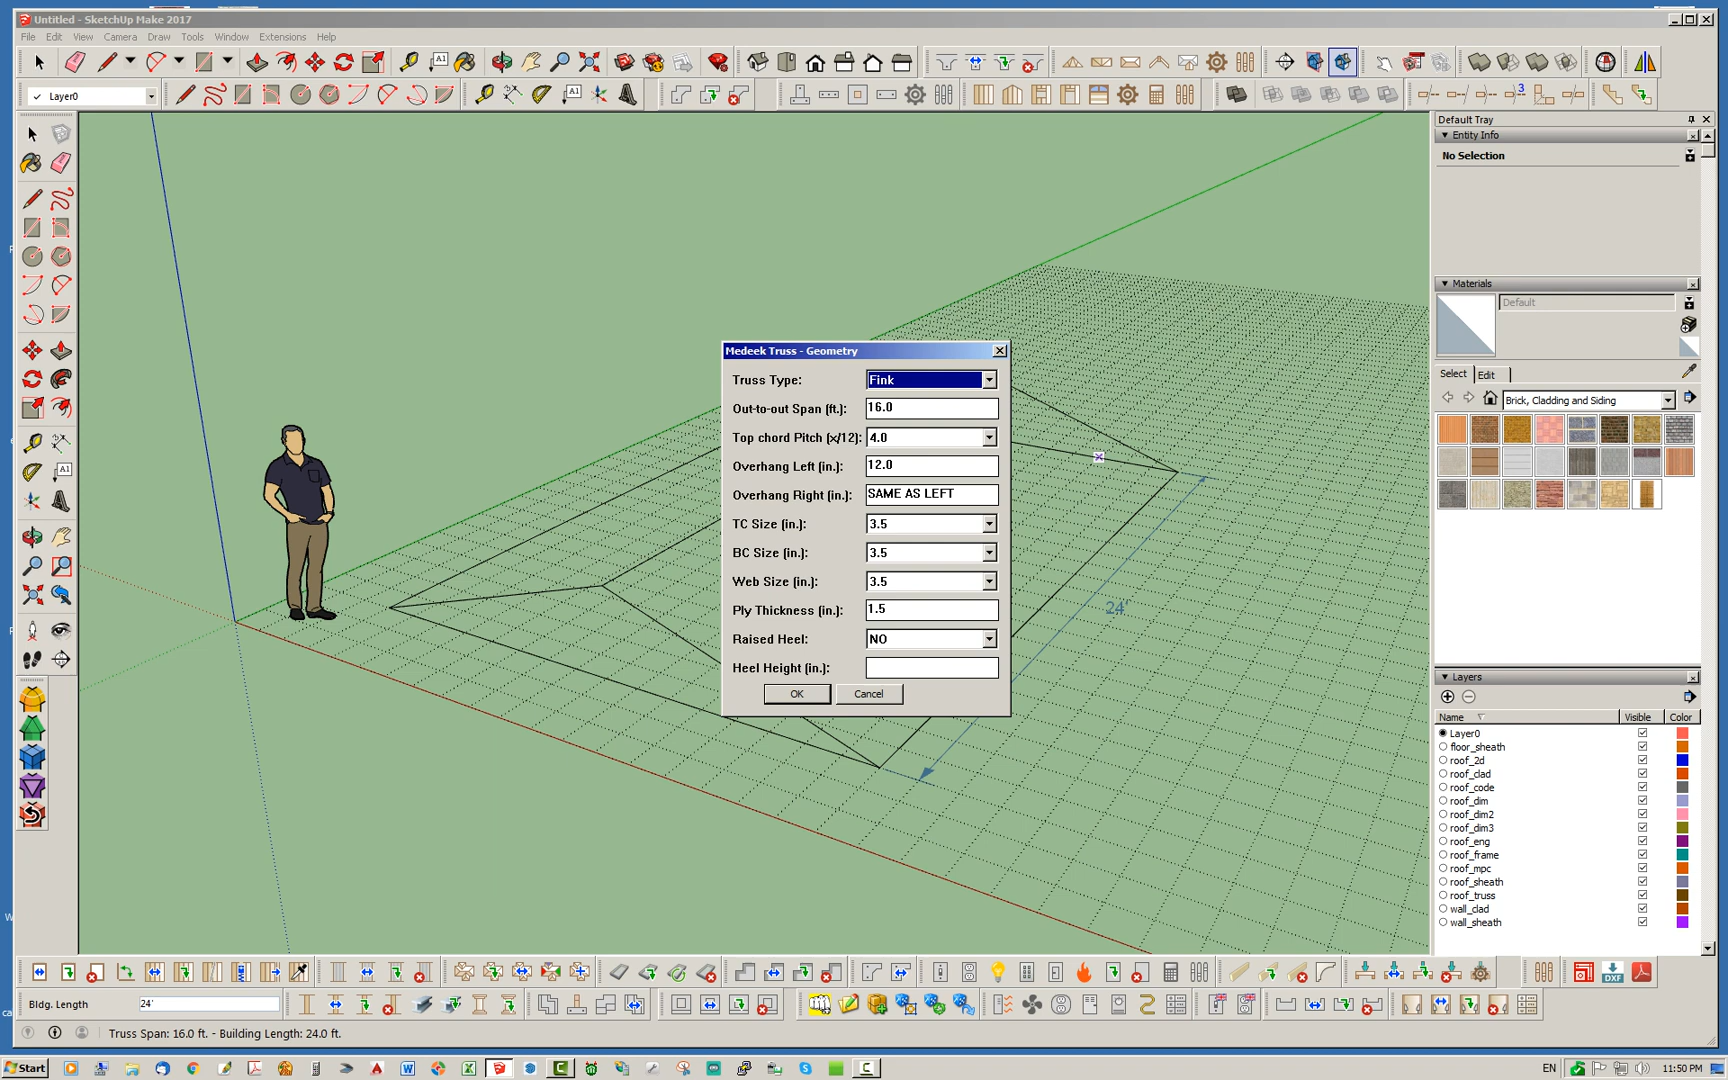 Untitled - SketchUp Make 2017
File Edit View Camera Draw Tools Window Extensions Help
Layer0
Default Tray
Entity Info
No Selection
Materials
Default
Select Edit
Brick, Cladding and Siding
Medeek Truss - Geometry
Truss Type: Fink
Out-to-out Span (ft.): 16.0
Top chord Pitch (x/12): 4.0
Overhang Left (in.): 12.0
Overhang Right (in.): SAME AS LEFT
TC Size (in.): 3.5
BC Size (in.): 3.5
Web Size (in.): 3.5
Ply Thickness (in.): 1.5
Raised Heel: NO
Heel Height (in.):
OK Cancel
24'
Layers
Name Visible Color
Layer0
floor_sheath
roof_2d
roof_clad
roof_code
roof_dim
roof_dim2
roof_dim3
roof_eng
roof_frame
roof_mpc
roof_sheath
roof_truss
wall_clad
wall_sheath
Bldg. Length 24'
Truss Span: 16.0 ft. - Building Length: 24.0 ft.
Start
EN
11:50 PM